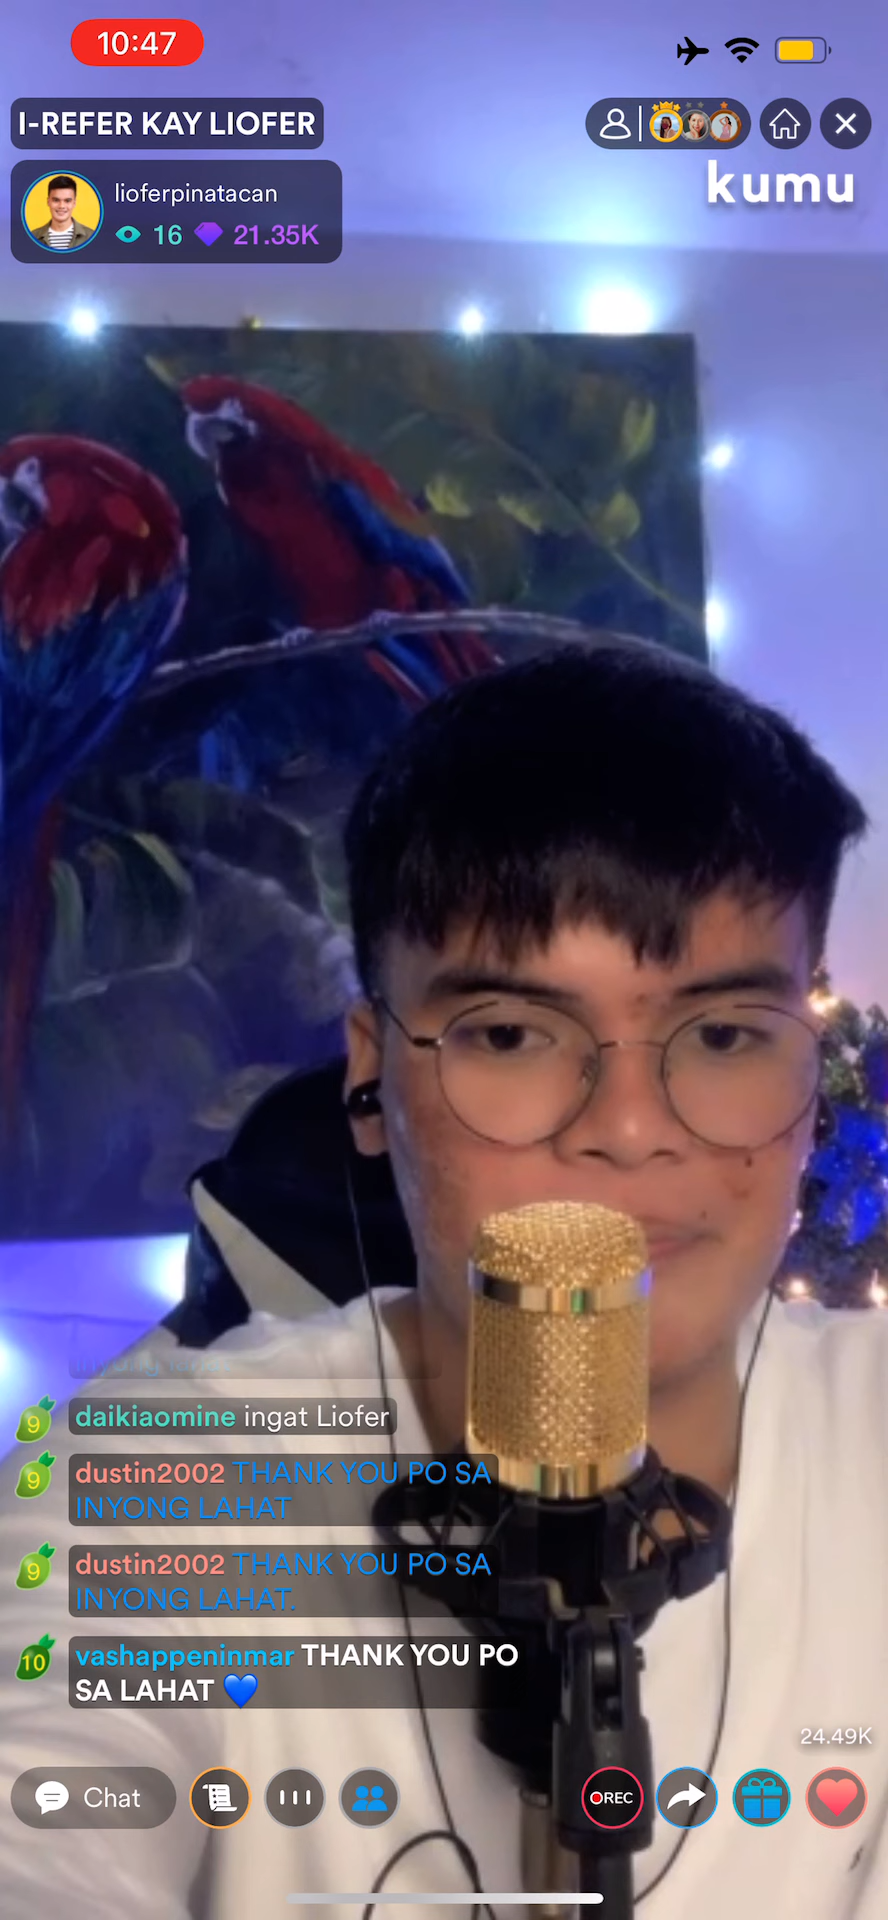 10:47
I-REFER KAY LIOFER
kumu
lioferpinatacan
16 21.35K
inyong lahat
9 daikiaomine ingat Liofer
9 dustin2002 THANK YOU PO SA
INYONG LAHAT
9 dustin2002 THANK YOU PO SA
INYONG LAHAT.
10 vashappeninmar THANK YOU PO
SA LAHAT 💙
24.49K
Chat
REC